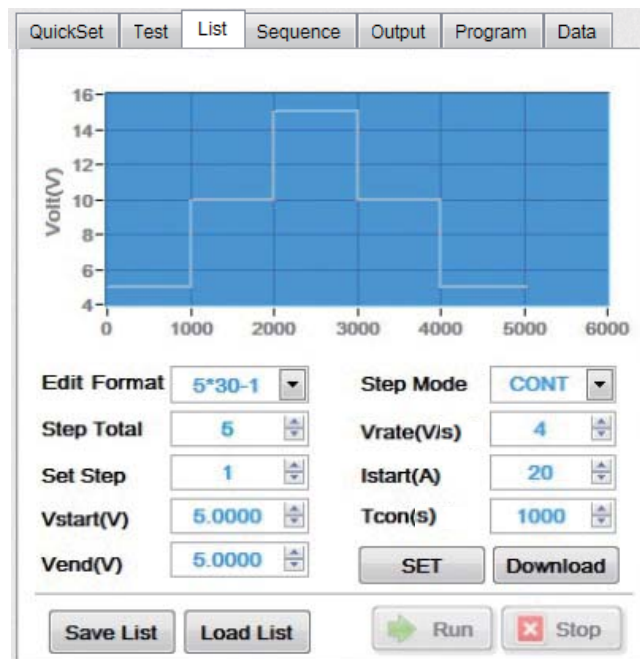 QuickSet Test List Sequence Output Program Data
16
14
12
10
8
6
4
Volt(V)
0 1000 2000 3000 4000 5000 6000
Edit Format 5*30-1 Step Mode CONT
Step Total 5 Vrate(V/s) 4
Set Step 1 Istart(A) 20
Vstart(V) 5.0000 Tcon(s) 1000
Vend(V) 5.0000 SET Download
Save List Load List Run Stop